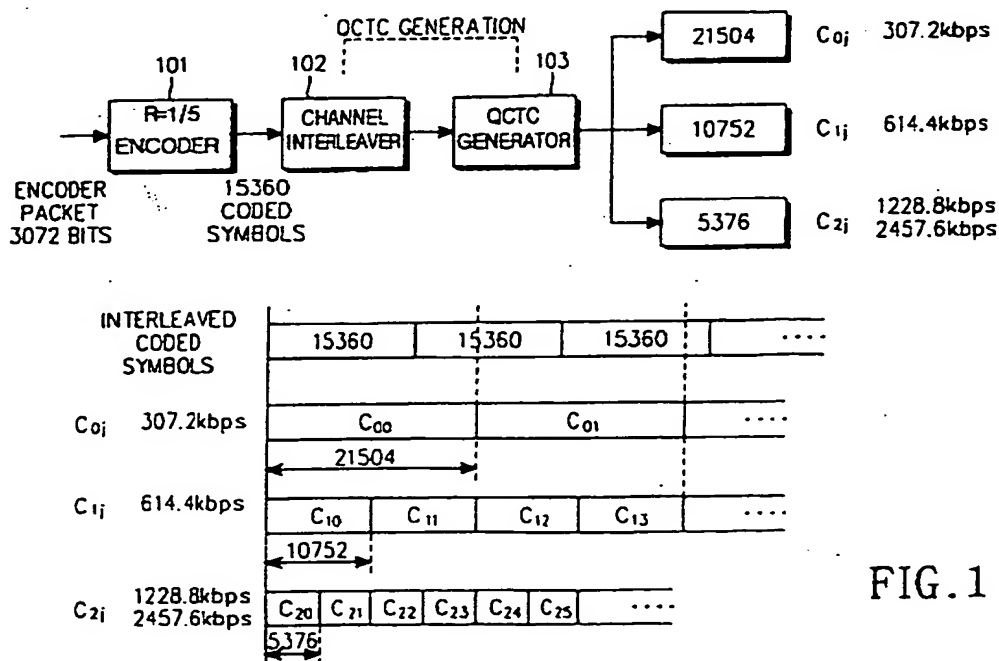 QCTC GENERATION
101
102
103
R=1/5
ENCODER
CHANNEL
INTERLEAVER
QCTC
GENERATOR
ENCODER
PACKET
3072 BITS
15360
CODED
SYMBOLS
21504 C0j 307.2kbps
10752 C1j 614.4kbps
5376 C2j 1228.8kbps
2457.6kbps
INTERLEAVED
CODED
SYMBOLS
15360 15360 15360 ....
C0j 307.2kbps C00 C01 ....
21504
C1j 614.4kbps C10 C11 C12 C13 ....
10752
C2j 1228.8kbps
2457.6kbps
C20 C21 C22 C23 C24 C25 ....
5376
FIG.1